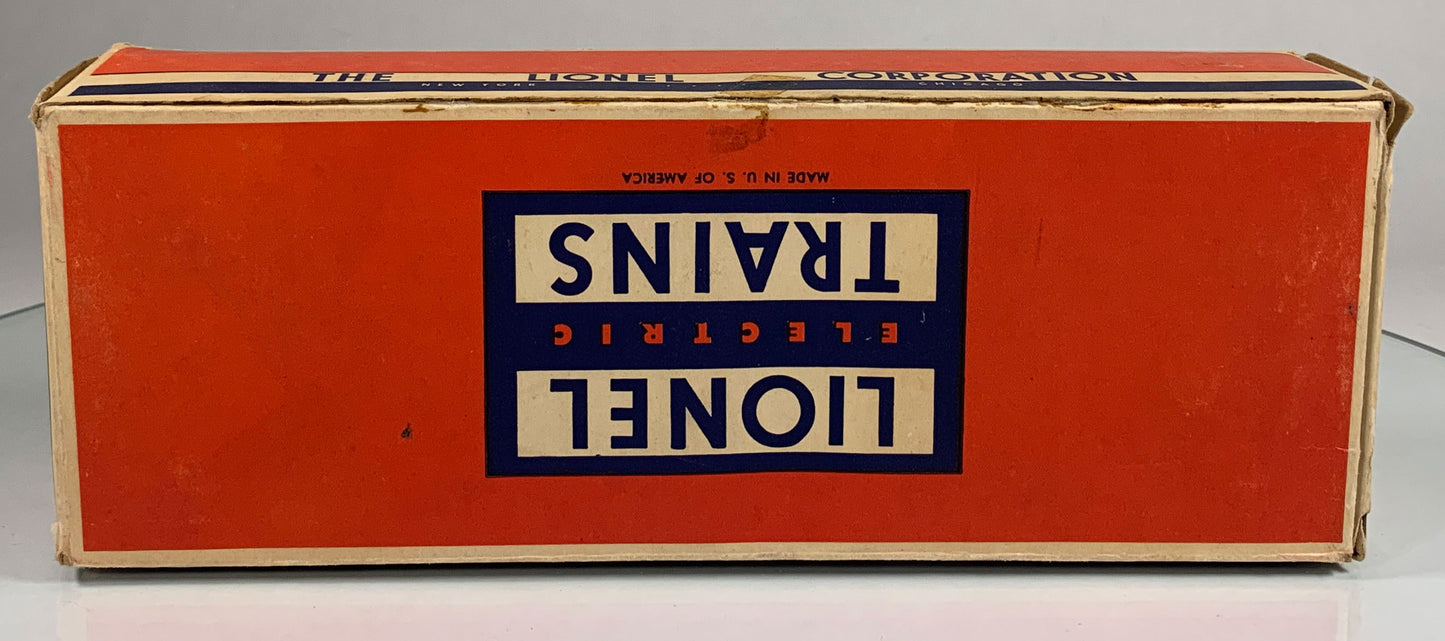 THE LIONEL CORPORATION
NEW YORK CHICAGO
LIONEL
ELECTRIC
TRAINS
MADE IN U. S. OF AMERICA